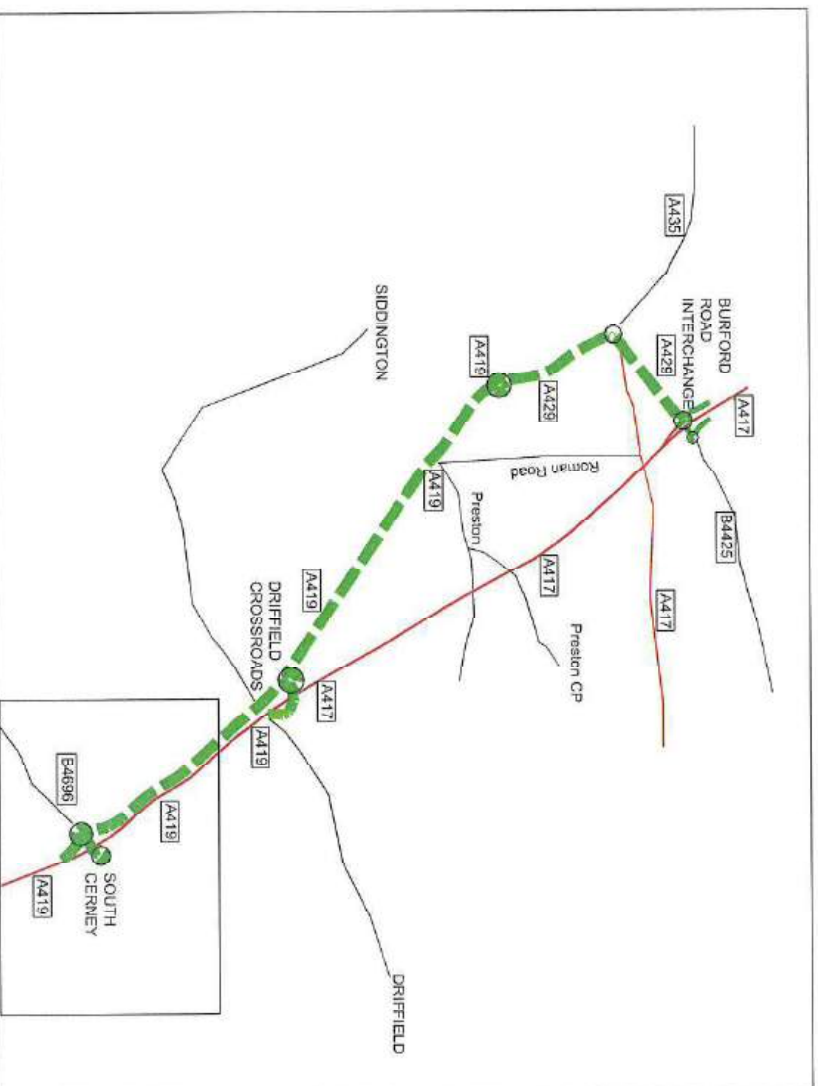 A435
BURFORD
ROAD
INTERCHANGE
A429
A417
B4425
SIDDINGTON
A419
A429
Roman Road
A419
Preston
A417
A417
Preston CP
A419
DRIFFIELD
CROSSROADS
A417
A419
DRIFFIELD
B4696
A419
SOUTH
CERNEY
A419